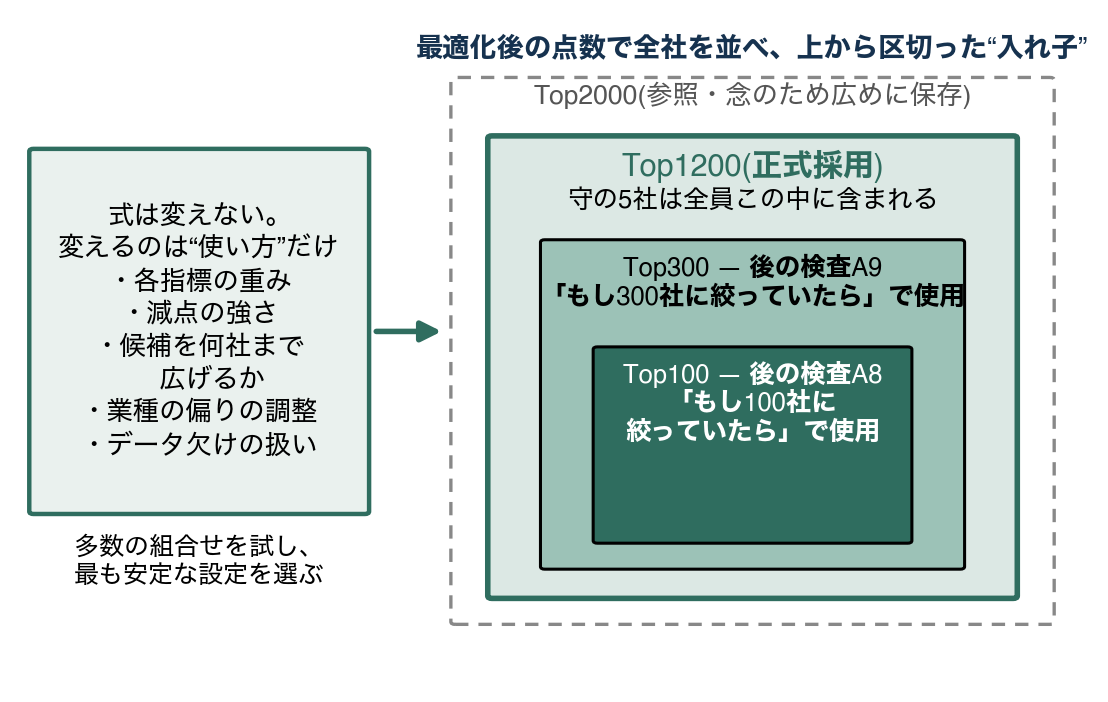 最適化後の点数で全社を並べ、上から区切った“入れ子”
Top2000(参照・念のため広めに保存)
Top1200(正式採用)
守の5社は全員この中に含まれる
Top300 — 後の検査A9
「もし300社に絞っていたら」で使用
Top100 — 後の検査A8
「もし100社に
絞っていたら」で使用
式は変えない。
変えるのは“使い方”だけ
・各指標の重み
・減点の強さ
・候補を何社まで
広げるか
・業種の偏りの調整
・データ欠けの扱い
多数の組合せを試し、
最も安定な設定を選ぶ